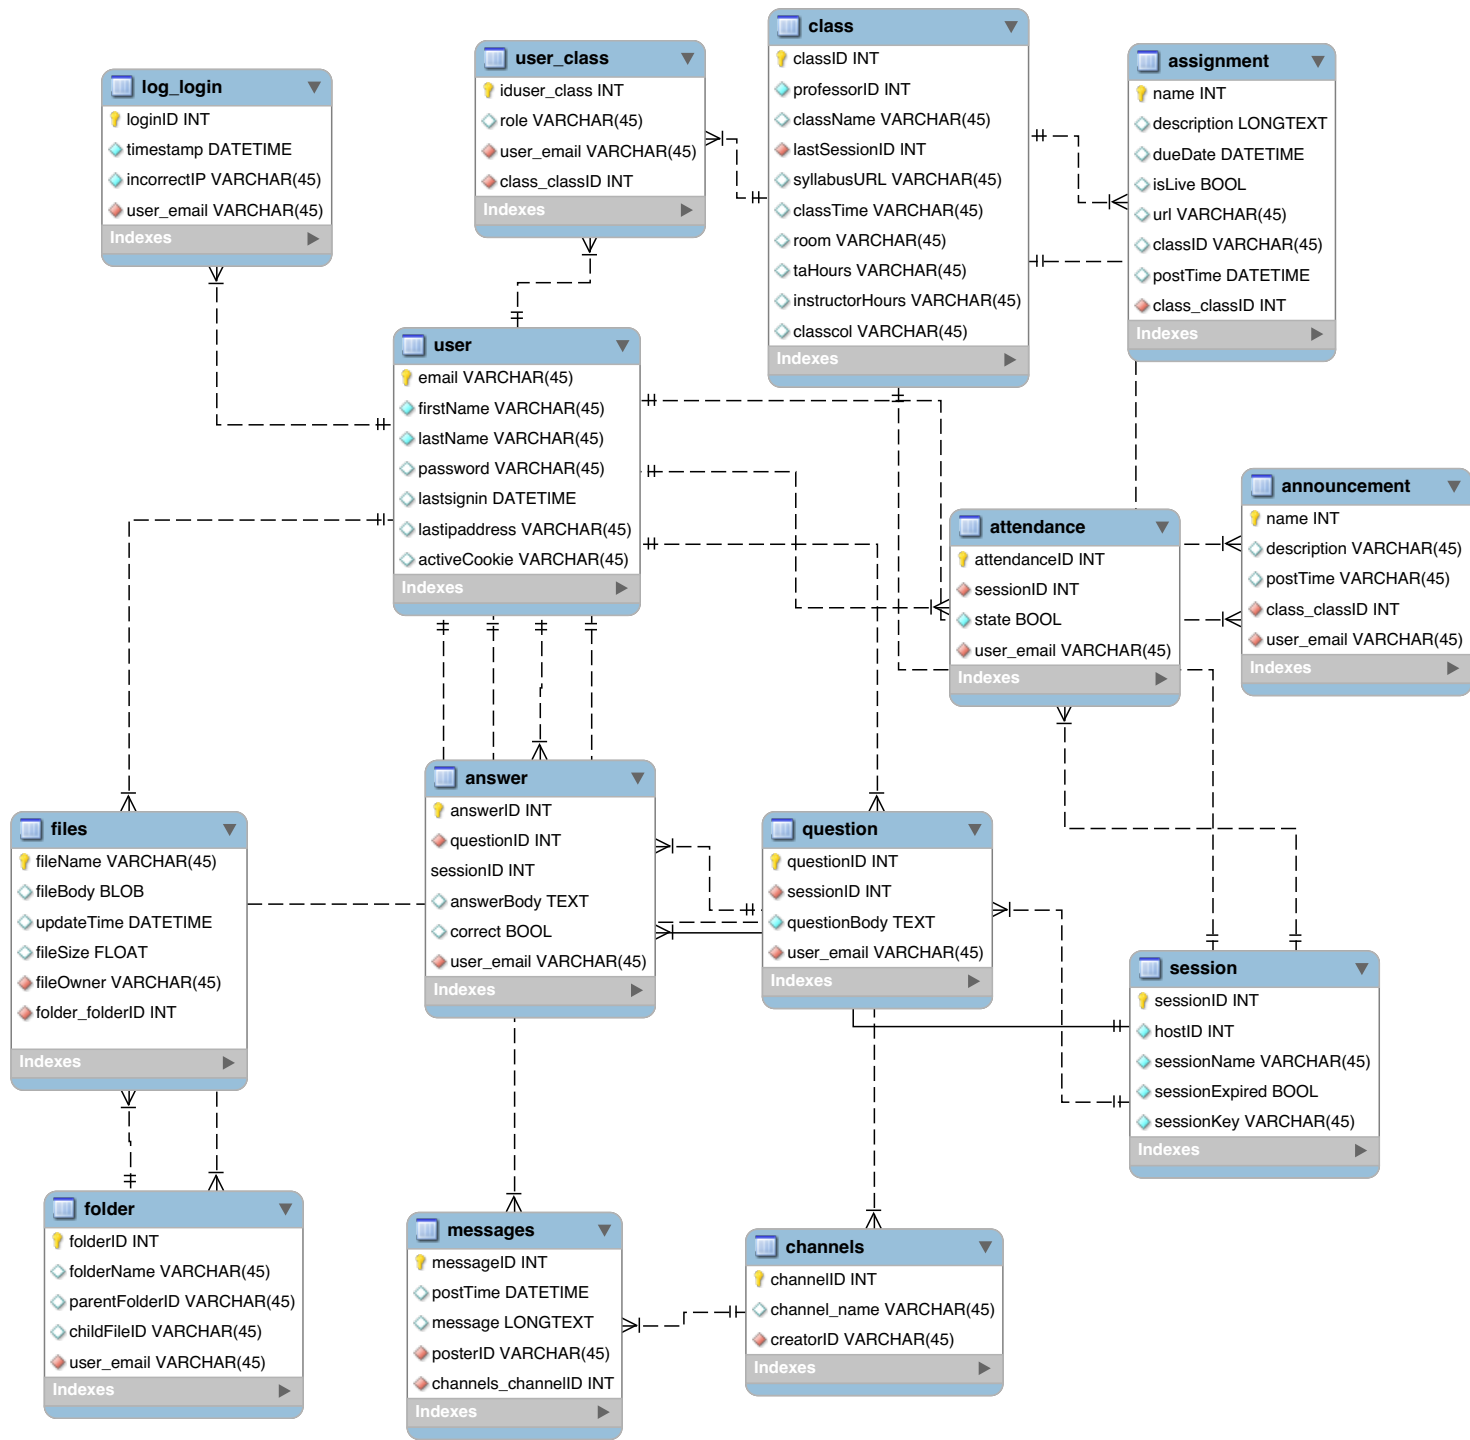 log_login
loginID INT
timestamp DATETIME
incorrectIP VARCHAR(45)
user_email VARCHAR(45)
Indexes
user_class
iduser_class INT
role VARCHAR(45)
user_email VARCHAR(45)
class_classID INT
Indexes
class
classID INT
professorID INT
className VARCHAR(45)
lastSessionID INT
syllabusURL VARCHAR(45)
classTime VARCHAR(45)
room VARCHAR(45)
taHours VARCHAR(45)
instructorHours VARCHAR(45)
classcol VARCHAR(45)
Indexes
assignment
name INT
description LONGTEXT
dueDate DATETIME
isLive BOOL
url VARCHAR(45)
classID VARCHAR(45)
postTime DATETIME
class_classID INT
Indexes
user
email VARCHAR(45)
firstName VARCHAR(45)
lastName VARCHAR(45)
password VARCHAR(45)
lastsignin DATETIME
lastipaddress VARCHAR(45)
activeCookie VARCHAR(45)
Indexes
attendance
attendanceID INT
sessionID INT
state BOOL
user_email VARCHAR(45)
Indexes
announcement
name INT
description VARCHAR(45)
postTime VARCHAR(45)
class_classID INT
user_email VARCHAR(45)
Indexes
files
fileName VARCHAR(45)
fileBody BLOB
updateTime DATETIME
fileSize FLOAT
fileOwner VARCHAR(45)
folder_folderID INT
Indexes
answer
answerID INT
questionID INT
sessionID INT
answerBody TEXT
correct BOOL
user_email VARCHAR(45)
Indexes
question
questionID INT
sessionID INT
questionBody TEXT
user_email VARCHAR(45)
Indexes
session
sessionID INT
hostID INT
sessionName VARCHAR(45)
sessionExpired BOOL
sessionKey VARCHAR(45)
Indexes
folder
folderID INT
folderName VARCHAR(45)
parentFolderID VARCHAR(45)
childFileID VARCHAR(45)
user_email VARCHAR(45)
Indexes
messages
messageID INT
postTime DATETIME
message LONGTEXT
posterID VARCHAR(45)
channels_channelID INT
Indexes
channels
channelID INT
channel_name VARCHAR(45)
creatorID VARCHAR(45)
Indexes